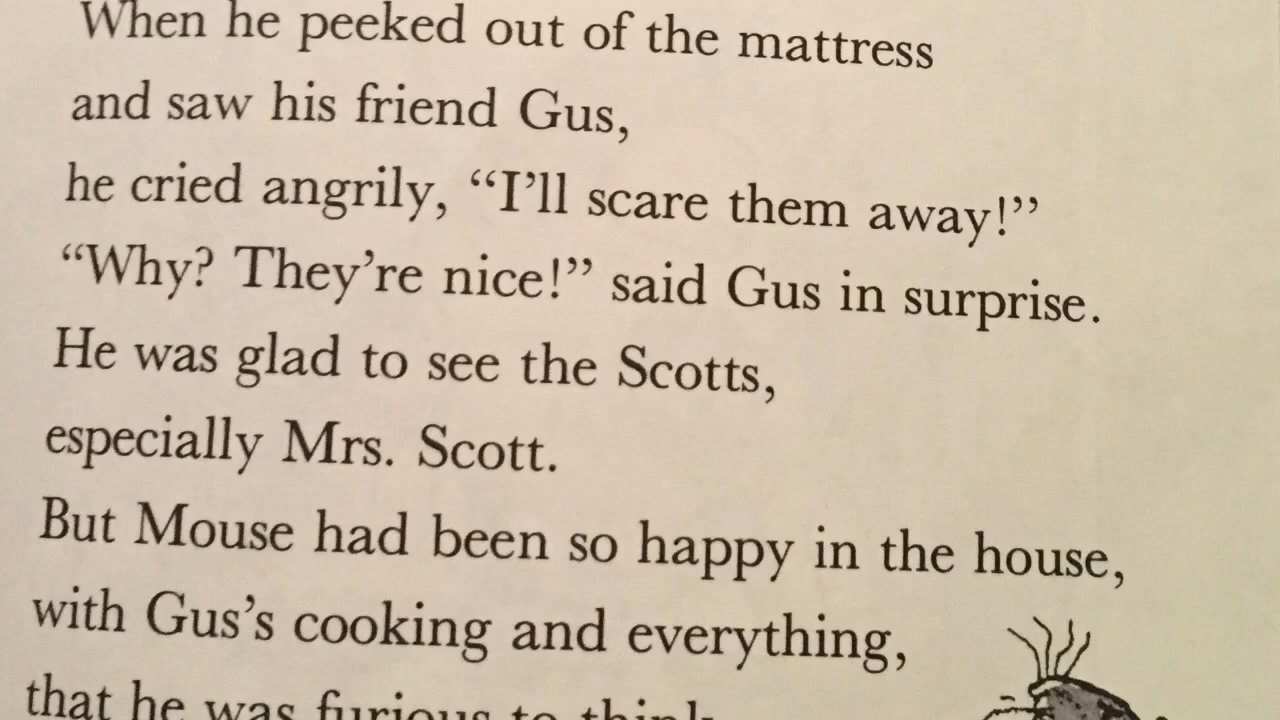 When he peeked out of the mattress
and saw his friend Gus,
he cried angrily, “I’ll scare them away!”
“Why? They’re nice!” said Gus in surprise.
He was glad to see the Scotts,
especially Mrs. Scott.
But Mouse had been so happy in the house,
with Gus’s cooking and everything,
that he was furious to think